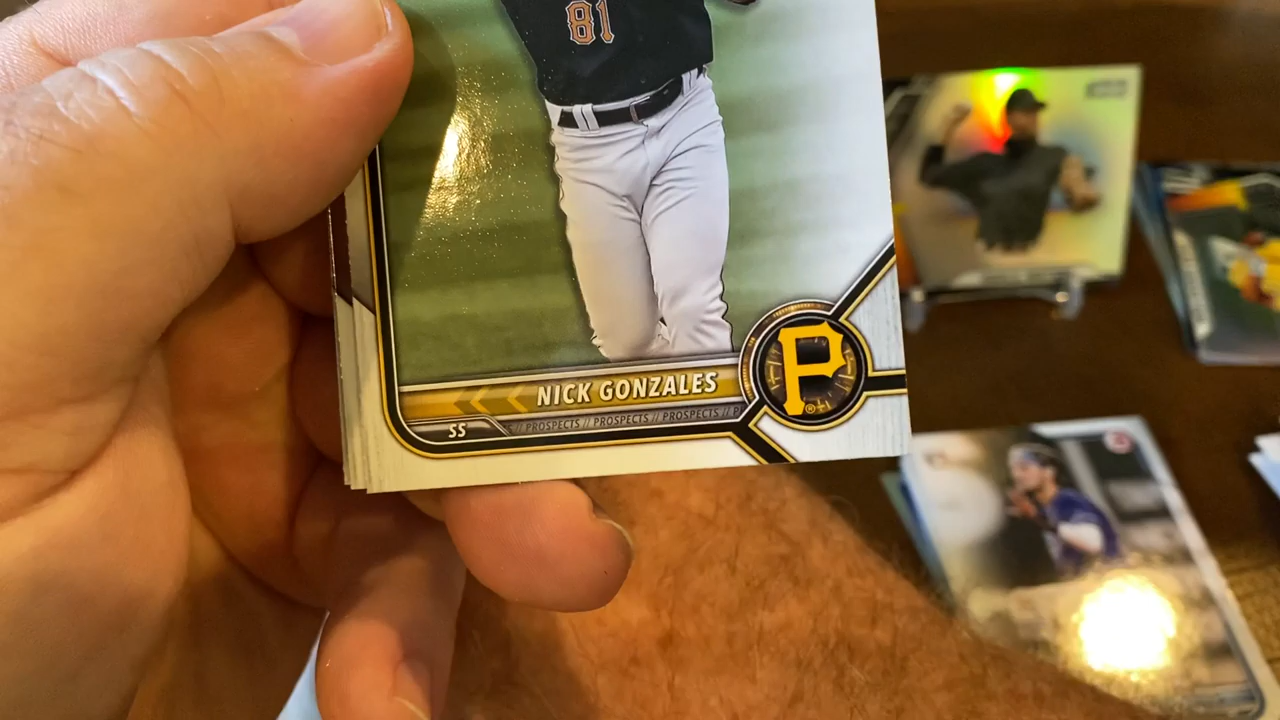 81
NICK GONZALES
SS
S // PROSPECTS // PROSPECTS // PROSPECTS // P
P